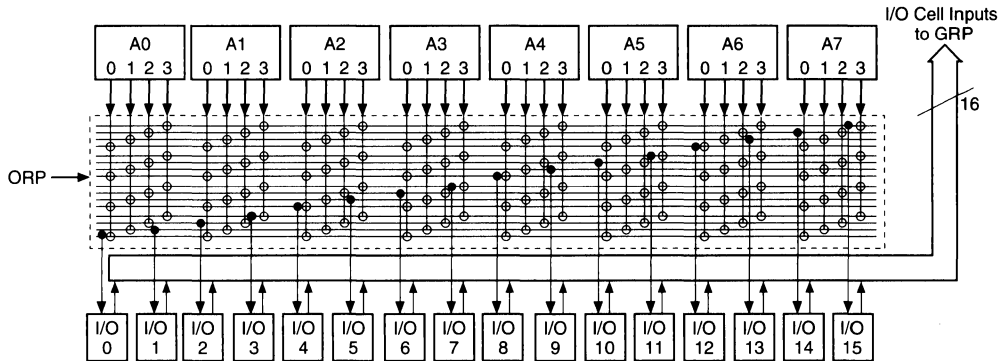 I/O Cell Inputs
to GRP
A0 A1 A2 A3 A4 A5 A6 A7
0 1 2 3 0 1 2 3 0 1 2 3 0 1 2 3 0 1 2 3 0 1 2 3 0 1 2 3 0 1 2 3
16
ORP
I/O I/O I/O I/O I/O I/O I/O I/O I/O I/O I/O I/O I/O I/O I/O I/O
0 1 2 3 4 5 6 7 8 9 10 11 12 13 14 15